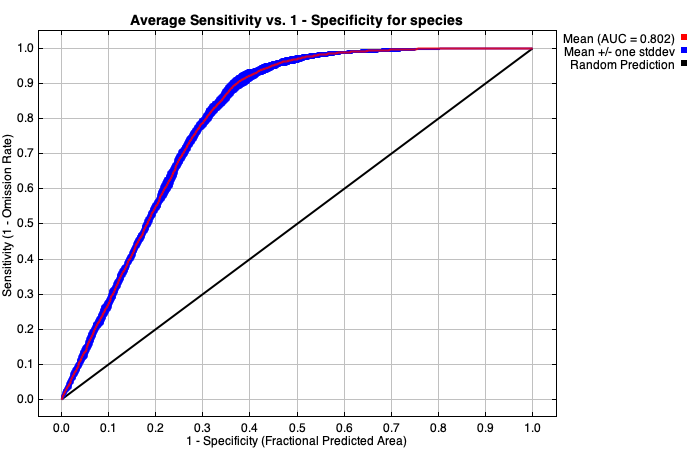 Average Sensitivity vs. 1 - Specificity for species
Mean (AUC = 0.802)
Mean +/- one stddev
Random Prediction
Sensitivity (1 - Omission Rate)
1.0
0.9
0.8
0.7
0.6
0.5
0.4
0.3
0.2
0.1
0.0
0.0 0.1 0.2 0.3 0.4 0.5 0.6 0.7 0.8 0.9 1.0
1 - Specificity (Fractional Predicted Area)